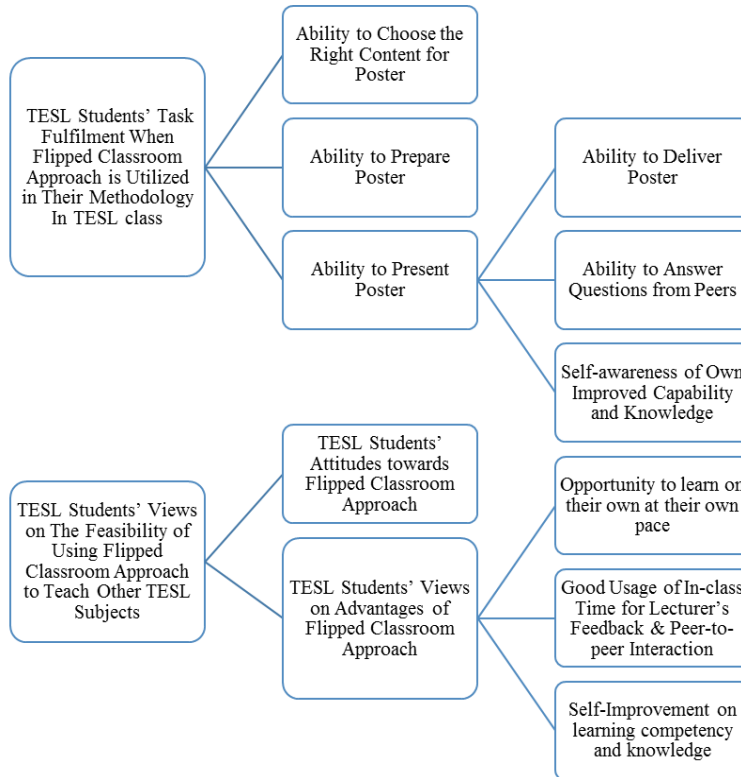 TESL Students' Task
Fulfilment When
Flipped Classroom
Approach is Utilized
in Their Methodology
In TESL class
Ability to Choose the
Right Content for
Poster
Ability to Prepare
Poster
Ability to Present
Poster
Ability to Deliver
Poster
Ability to Answer
Questions from Peers
Self-awareness of Own
Improved Capability
and Knowledge
TESL Students' Views
on The Feasibility of
Using Flipped
Classroom Approach
to Teach Other TESL
Subjects
TESL Students'
Attitudes towards
Flipped Classroom
Approach
TESL Students' Views
on Advantages of
Flipped Classroom
Approach
Opportunity to learn on
their own at their own
pace
Good Usage of In-class
Time for Lecturer's
Feedback & Peer-to-
peer Interaction
Self-Improvement on
learning competency
and knowledge